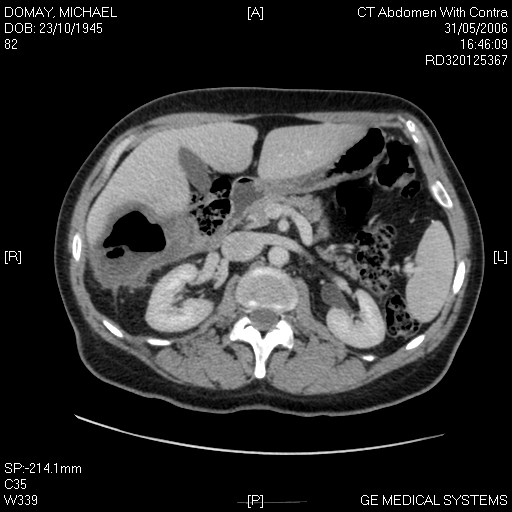 DOMAY, MICHAEL
DOB: 23/10/1945
82
[A]
CT Abdomen With Contra
31/05/2006
16:46:09
RD320125367
[R]
[L]
SP:-214.1mm
C35
W339
[P]
GE MEDICAL SYSTEMS